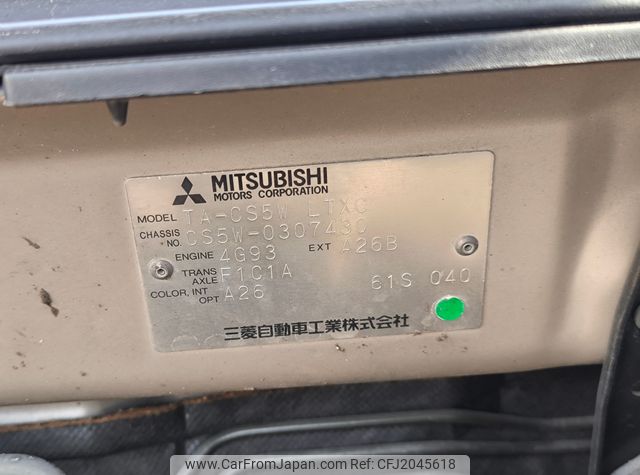 MITSUBISHI
MOTORS CORPORATION
MODEL TA-CS5W LTXC
CHASSIS NO. CS5W-0307430
ENGINE 4G93 EXT A26B
TRANS AXLE F1C1A
COLOR, INT OPT A26 61S 040
三菱自動車工業株式会社
www.carfromjapan.com CFJ2045618